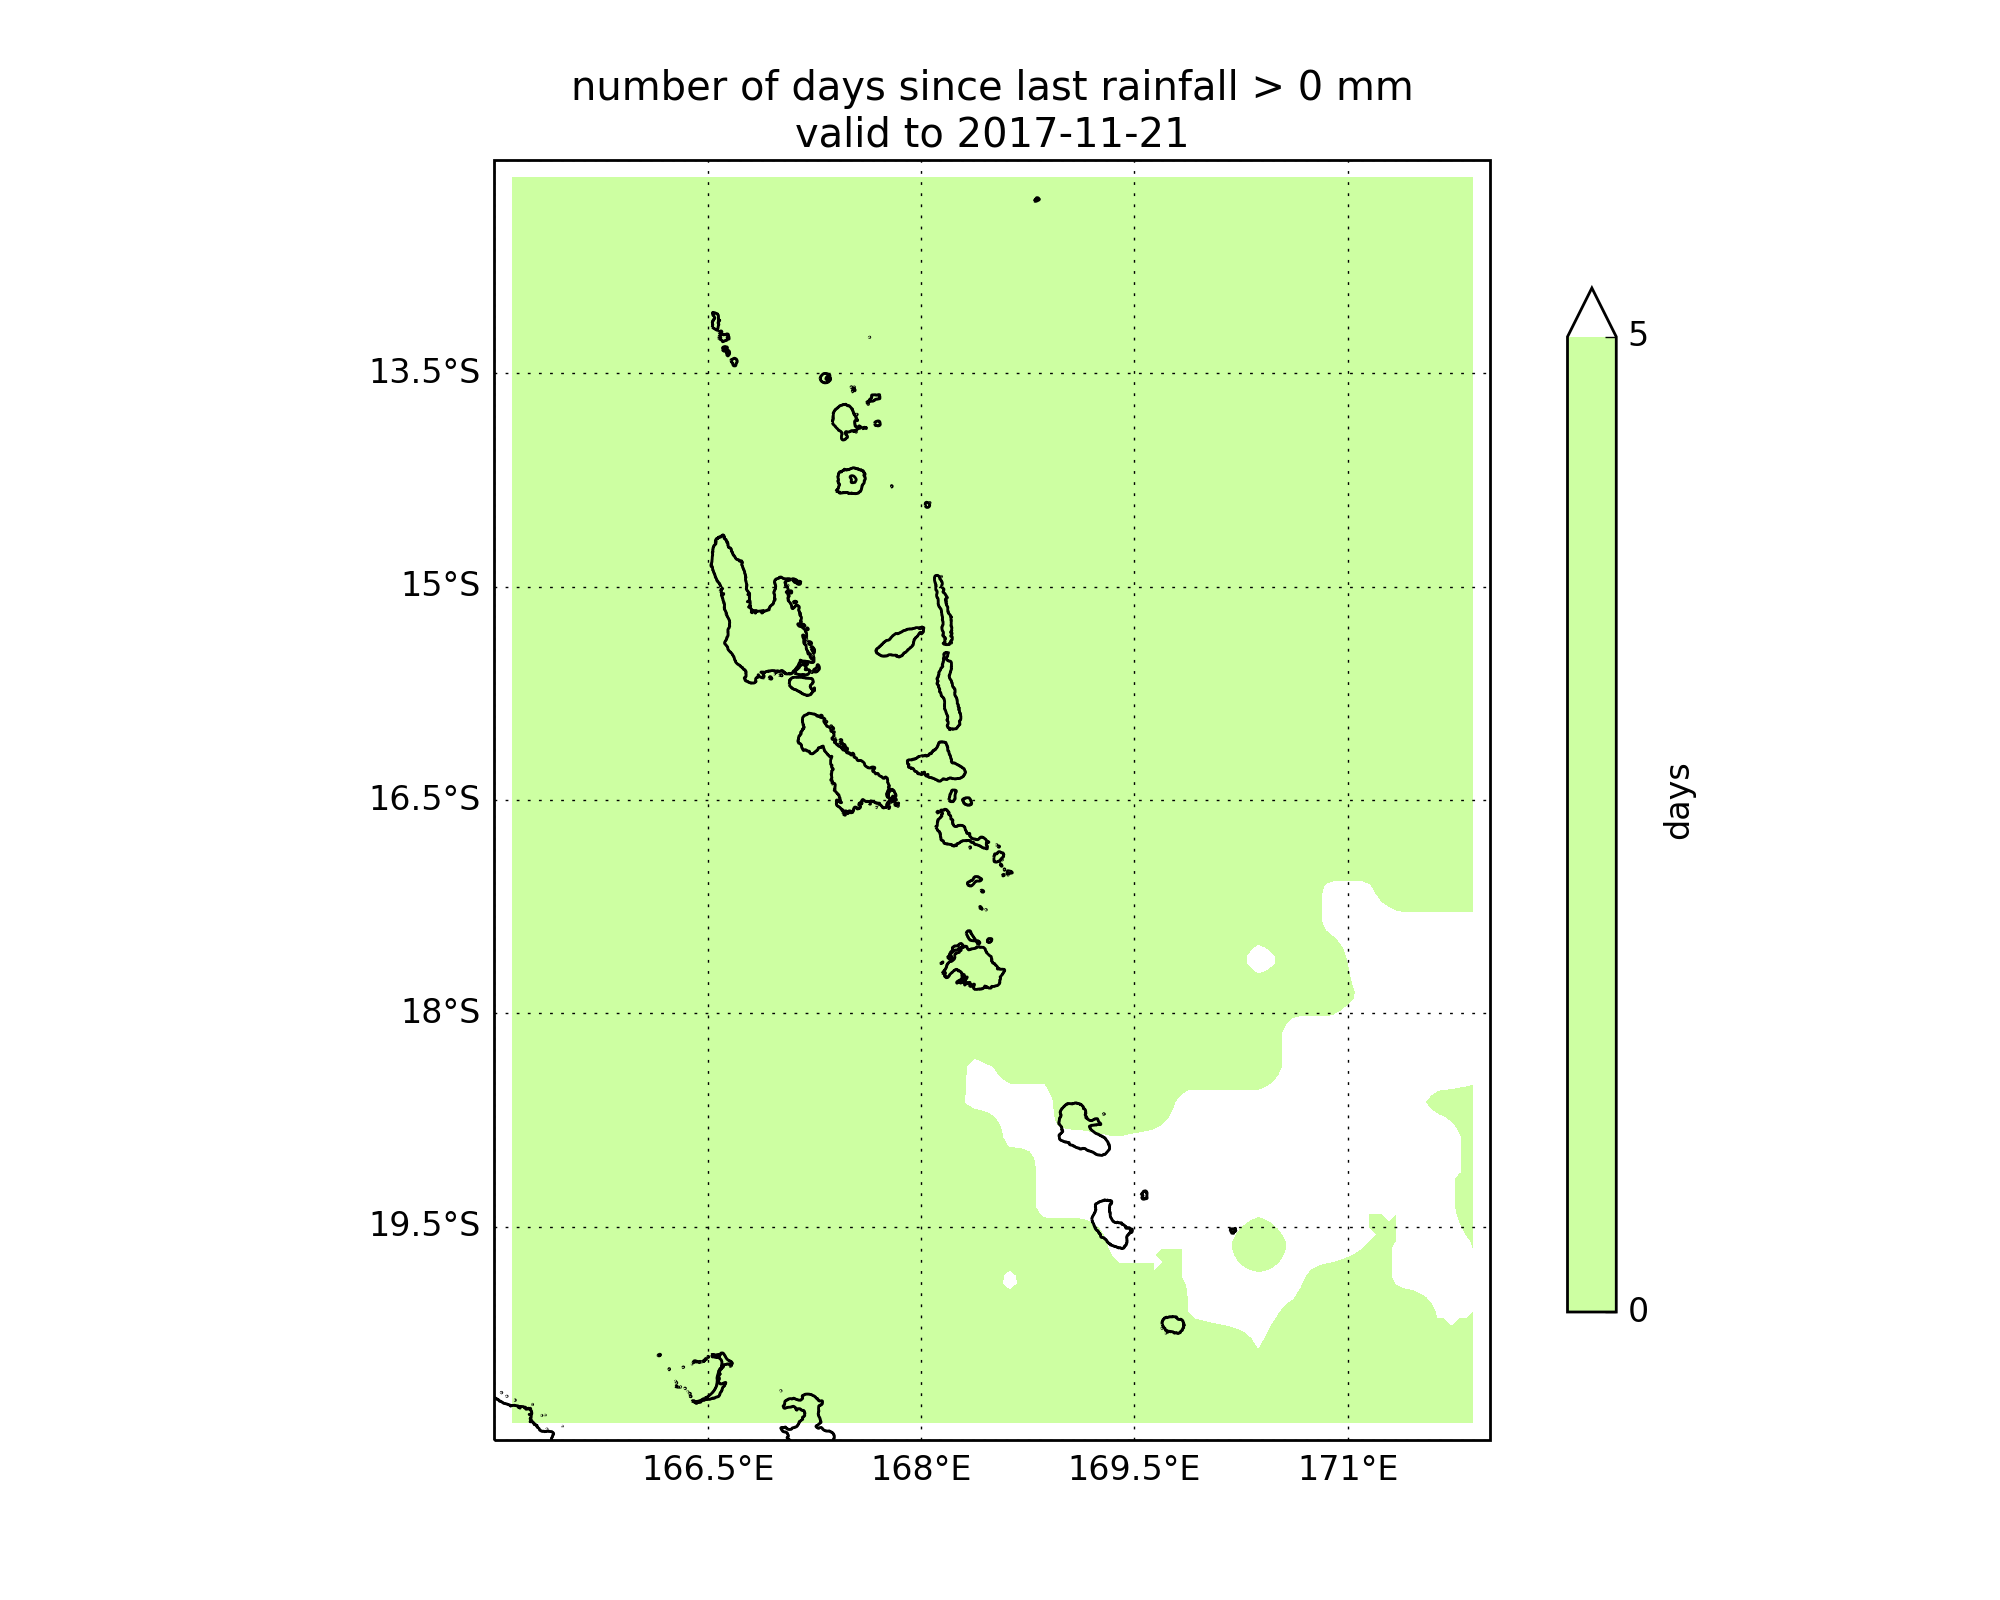 number of days since last rainfall > 0 mm
valid to 2017-11-21
13.5°S
15°S
16.5°S
18°S
19.5°S
166.5°E
168°E
169.5°E
171°E
5
0
days